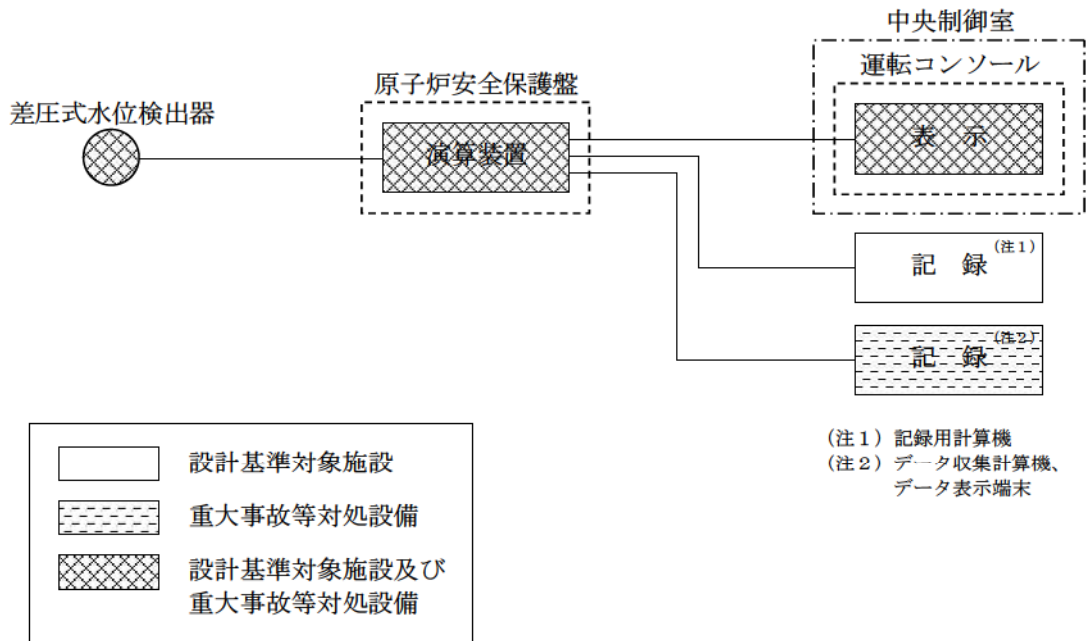 中央制御室
運転コンソール
原子炉安全保護盤
差圧式水位検出器
演算装置
表 示
記 録 (注1)
記 録 (注2)
(注1) 記録用計算機
(注2) データ収集計算機、
データ表示端末
設計基準対象施設
重大事故等対処設備
設計基準対象施設及び
重大事故等対処設備